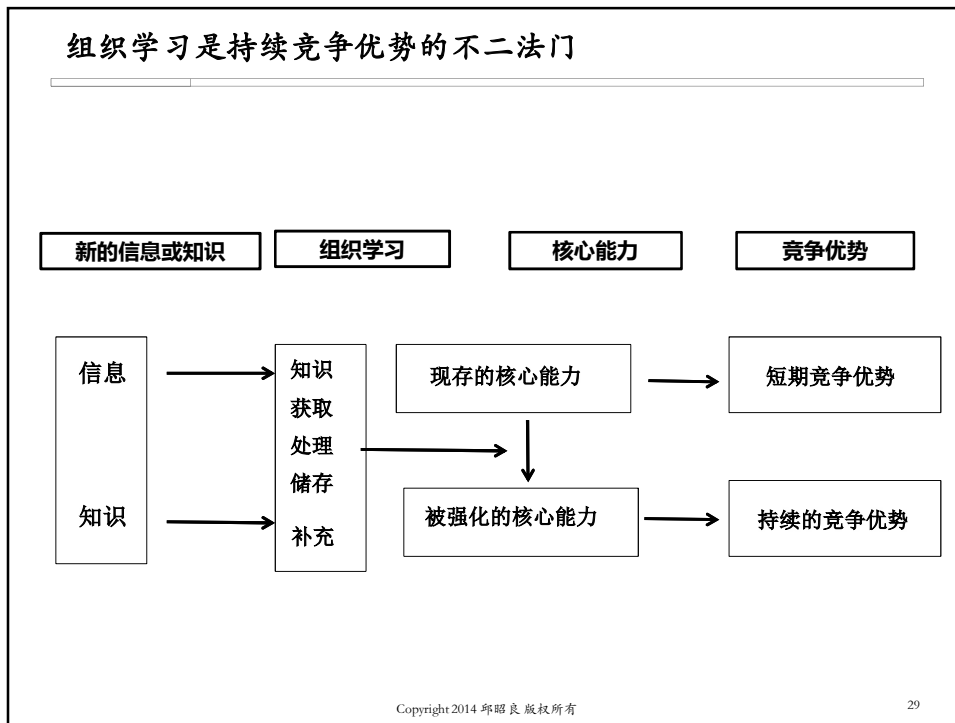 组织学习是持续竞争优势的不二法门
新的信息或知识
组织学习
核心能力
竞争优势
信息
知识
知识
获取
处理
储存
补充
现存的核心能力
被强化的核心能力
短期竞争优势
持续的竞争优势
Copyright 2014 邱昭良 版权所有
29